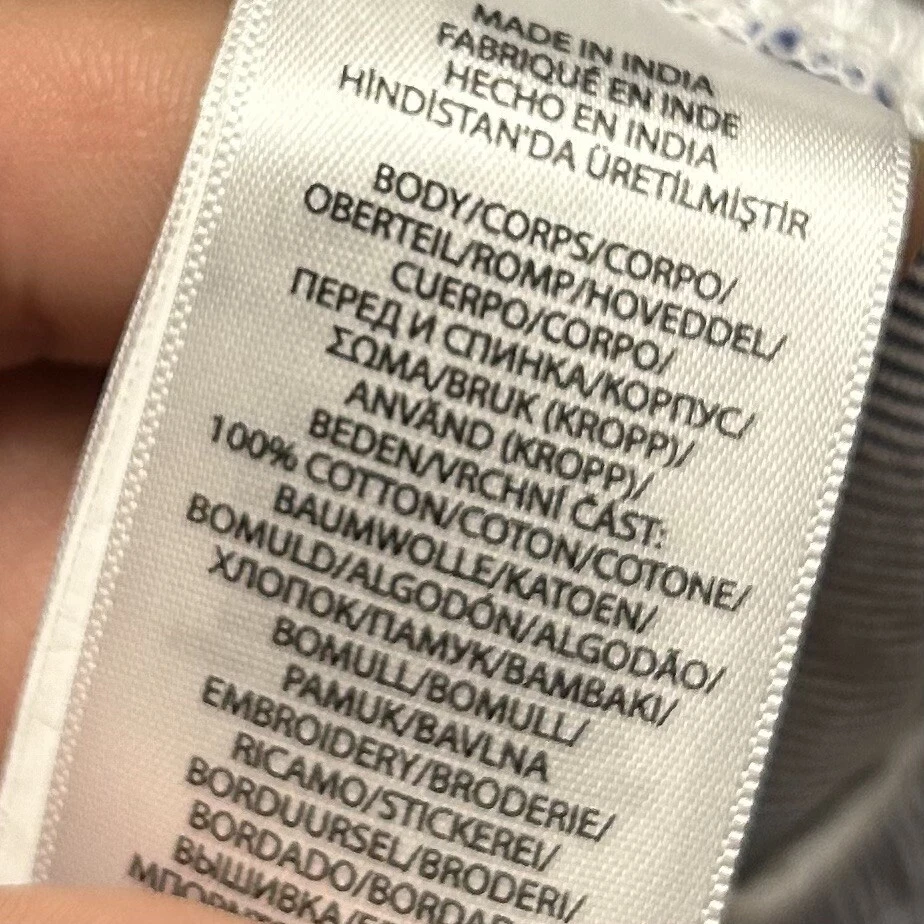 MADE IN INDIA
FABRIQUÉ EN INDE
HECHO EN INDIA
HİNDİSTAN'DA ÜRETİLMİŞTİR
BODY/CORPS/CORPO/
OBERTEIL/ROMP/HOVEDDEL/
CUERPO/CORPO/
ПЕРЕД И СПИНКА/КОРПУС/
ΣΩΜΑ/BRUK (KROPP)/
ANVÄND (KROPP)/
BEDEN/VRCHNÍ ČÁST:
100% COTTON/COTON/COTONE/
BAUMWOLLE/KATOEN/
BOMULD/ALGODÓN/ALGODÃO/
ХЛОПОК/ПАМУК/ΒΑΜΒΑΚΙ/
BOMULL/BOMULL/
PAMUK/BAVLNA
EMBROIDERY/BRODERIE/
RICAMO/STICKEREI/
BORDUURSEL/BRODERI/
BORDADO/BORDADO/
ВЫШИВКА/